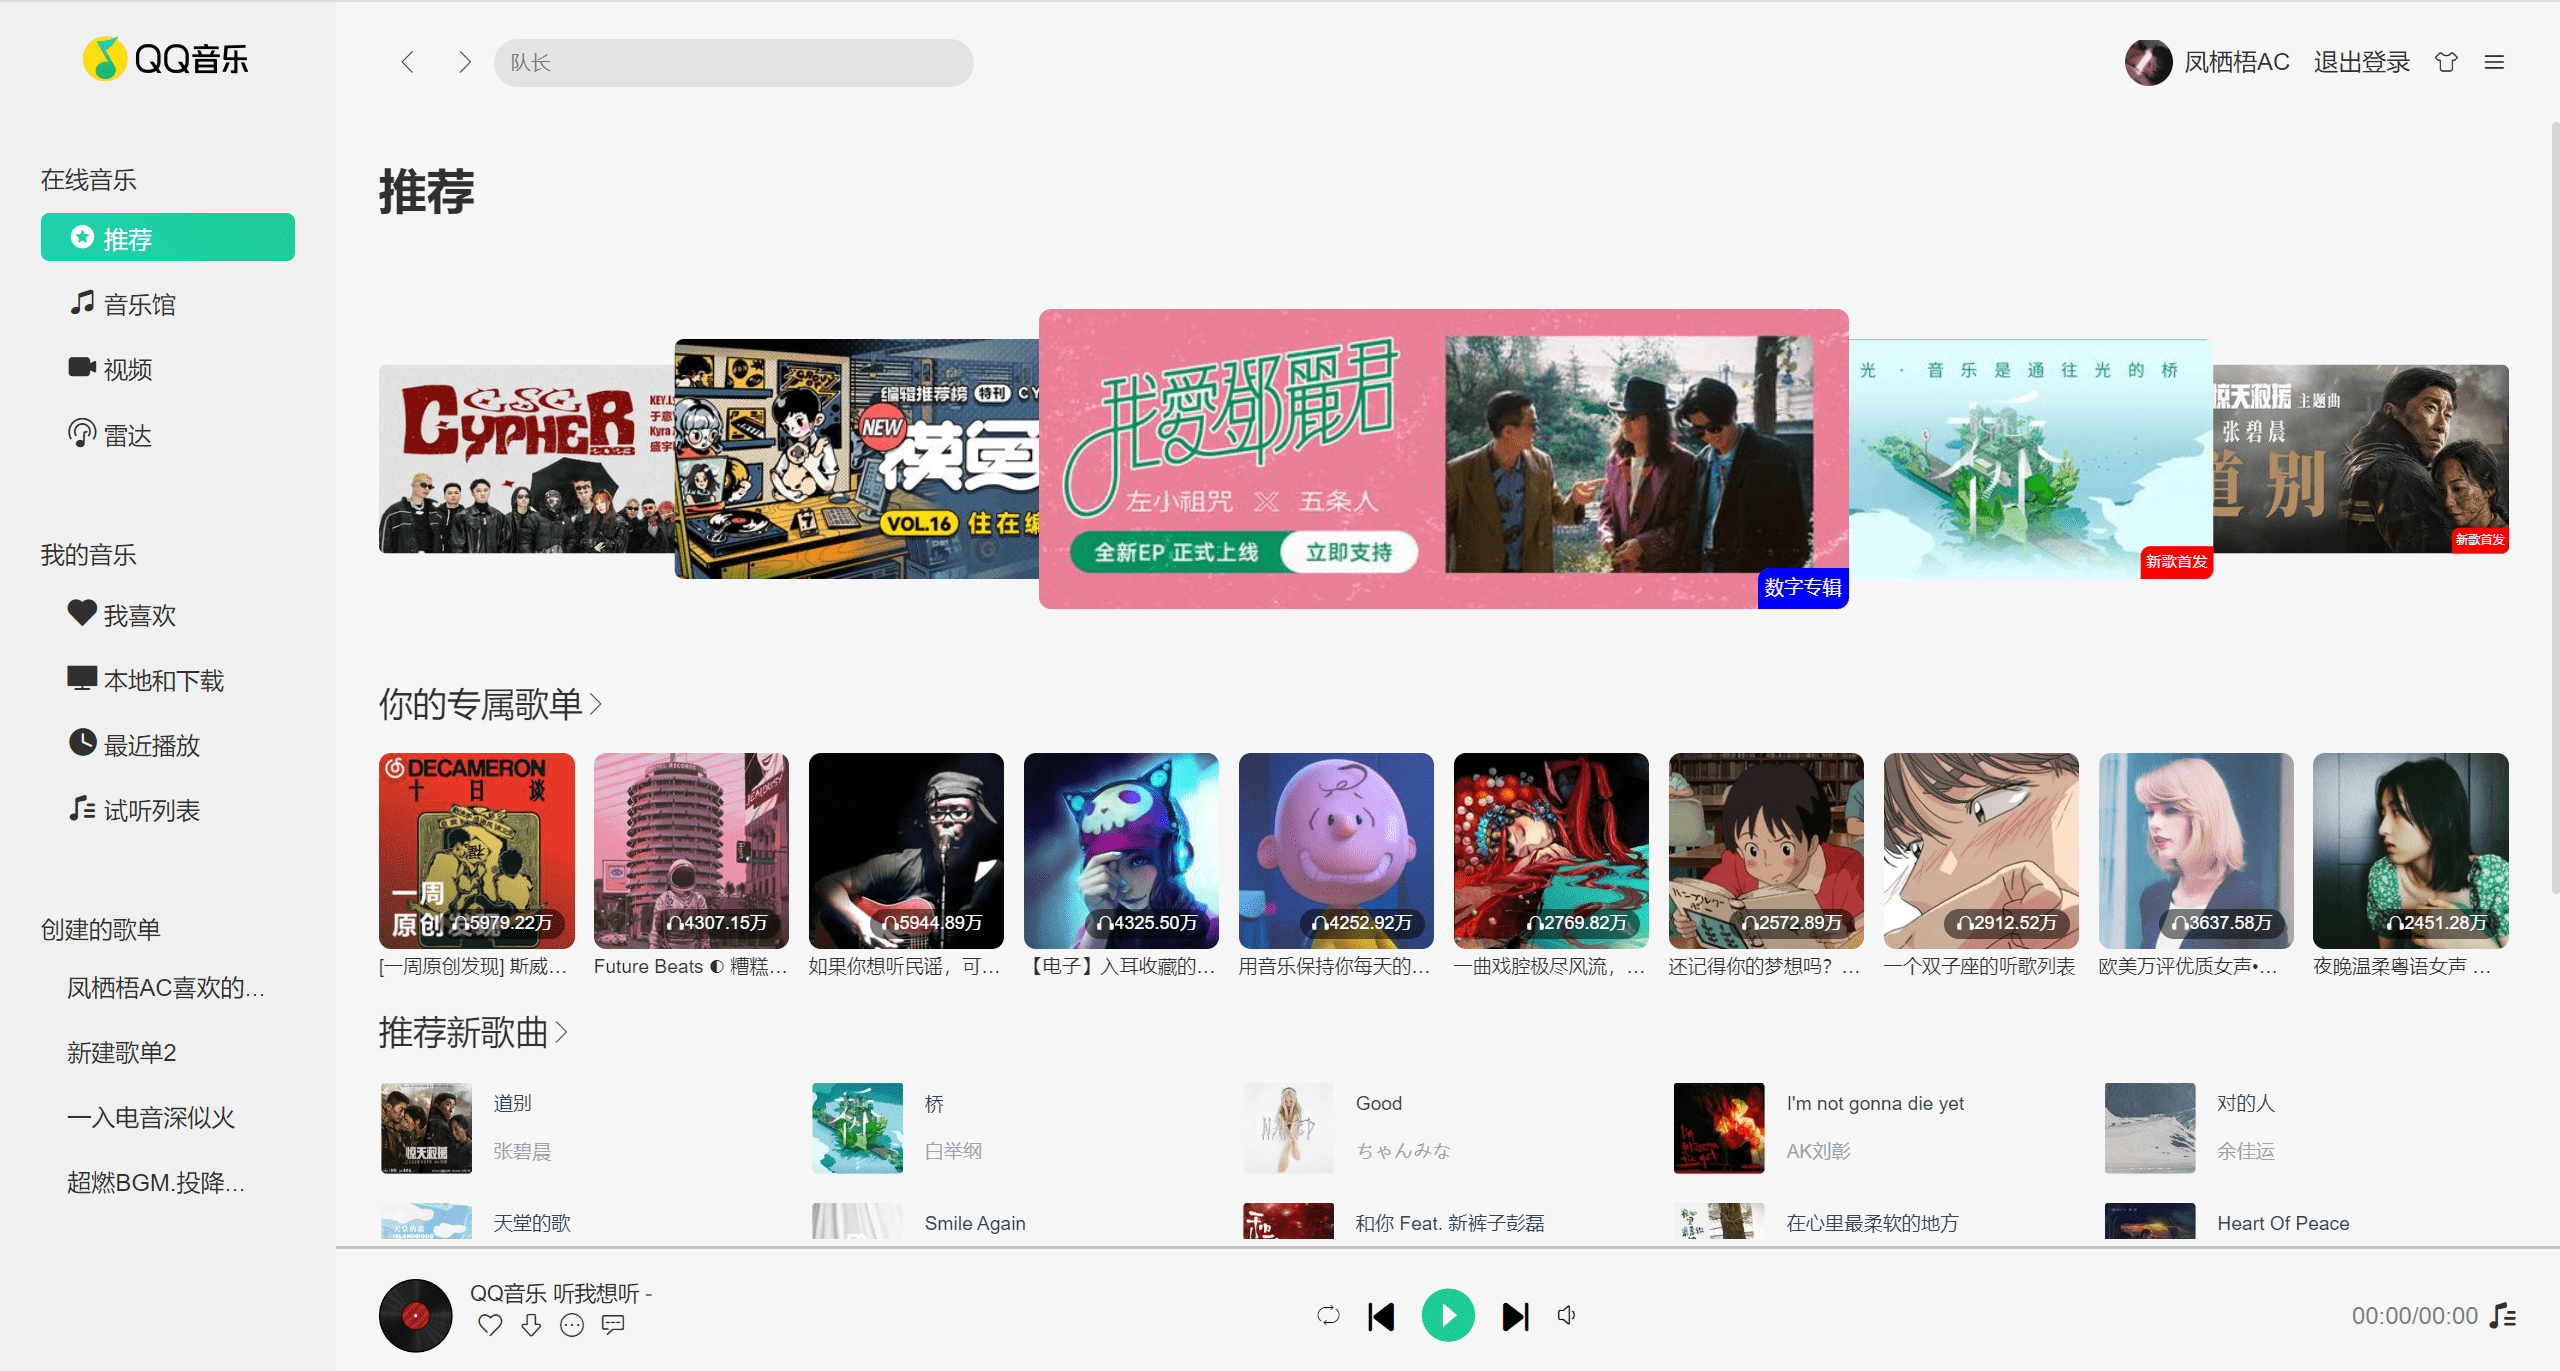 QQ音乐
队长
凤栖梧AC 退出登录
在线音乐
推荐
音乐馆
视频
雷达
我的音乐
我喜欢
本地和下载
最近播放
试听列表
创建的歌单
凤栖梧AC喜欢的...
新建歌单2
一入电音深似火
超燃BGM.投降...
推荐
CSC
CYPHER
2023
编辑推荐榜 特刊 CY
NEW
VOL.16 住在编
我愛鄧麗君
左小祖咒 X 五条人
全新EP 正式上线 立即支持
数字专辑
光 · 音乐是通往光的桥
新歌首发
惊天救援 主题曲
张碧晨
道别
新歌首发
你的专属歌单
DECAMERON
十日谈
一周
原创发现
5979.22万
4307.15万
5944.89万
4325.50万
4252.92万
2769.82万
2572.89万
2912.52万
3637.58万
2451.28万
[一周原创发现] 斯威...
Future Beats ◐ 糟糕...
如果你想听民谣，可...
【电子】入耳收藏的...
用音乐保持你每天的...
一曲戏腔极尽风流，...
还记得你的梦想吗？...
一个双子座的听歌列表
欧美万评优质女声•...
夜晚温柔粤语女声 ...
推荐新歌曲
惊天救援
道别
张碧晨
桥
白举纲
NAKED
Good
ちゃんみな
I'm not gonna die yet
AK刘彰
对的人
余佳运
天堂的歌
Smile Again
和你 Feat. 新裤子彭磊
在心里最柔软的地方
Heart Of Peace
QQ音乐 听我想听 -
00:00/00:00